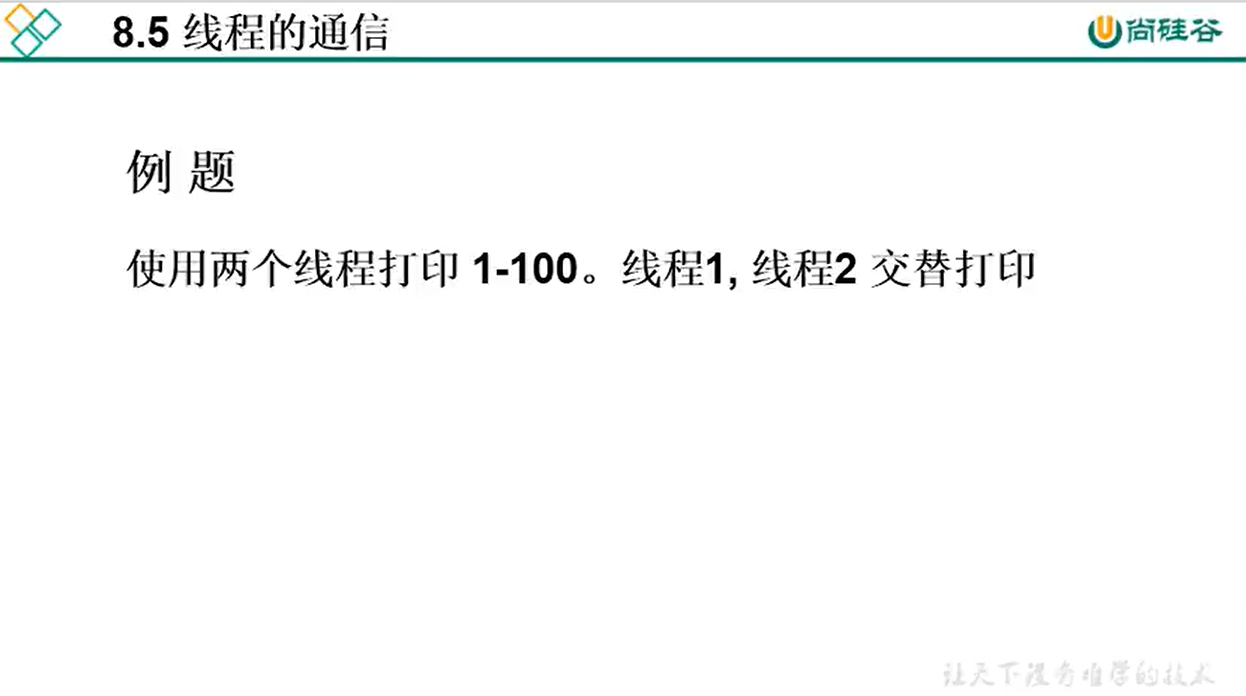 8.5 线程的通信
尚硅谷
例 题
使用两个线程打印 1-100。线程1, 线程2 交替打印
让天下没有难学的技术